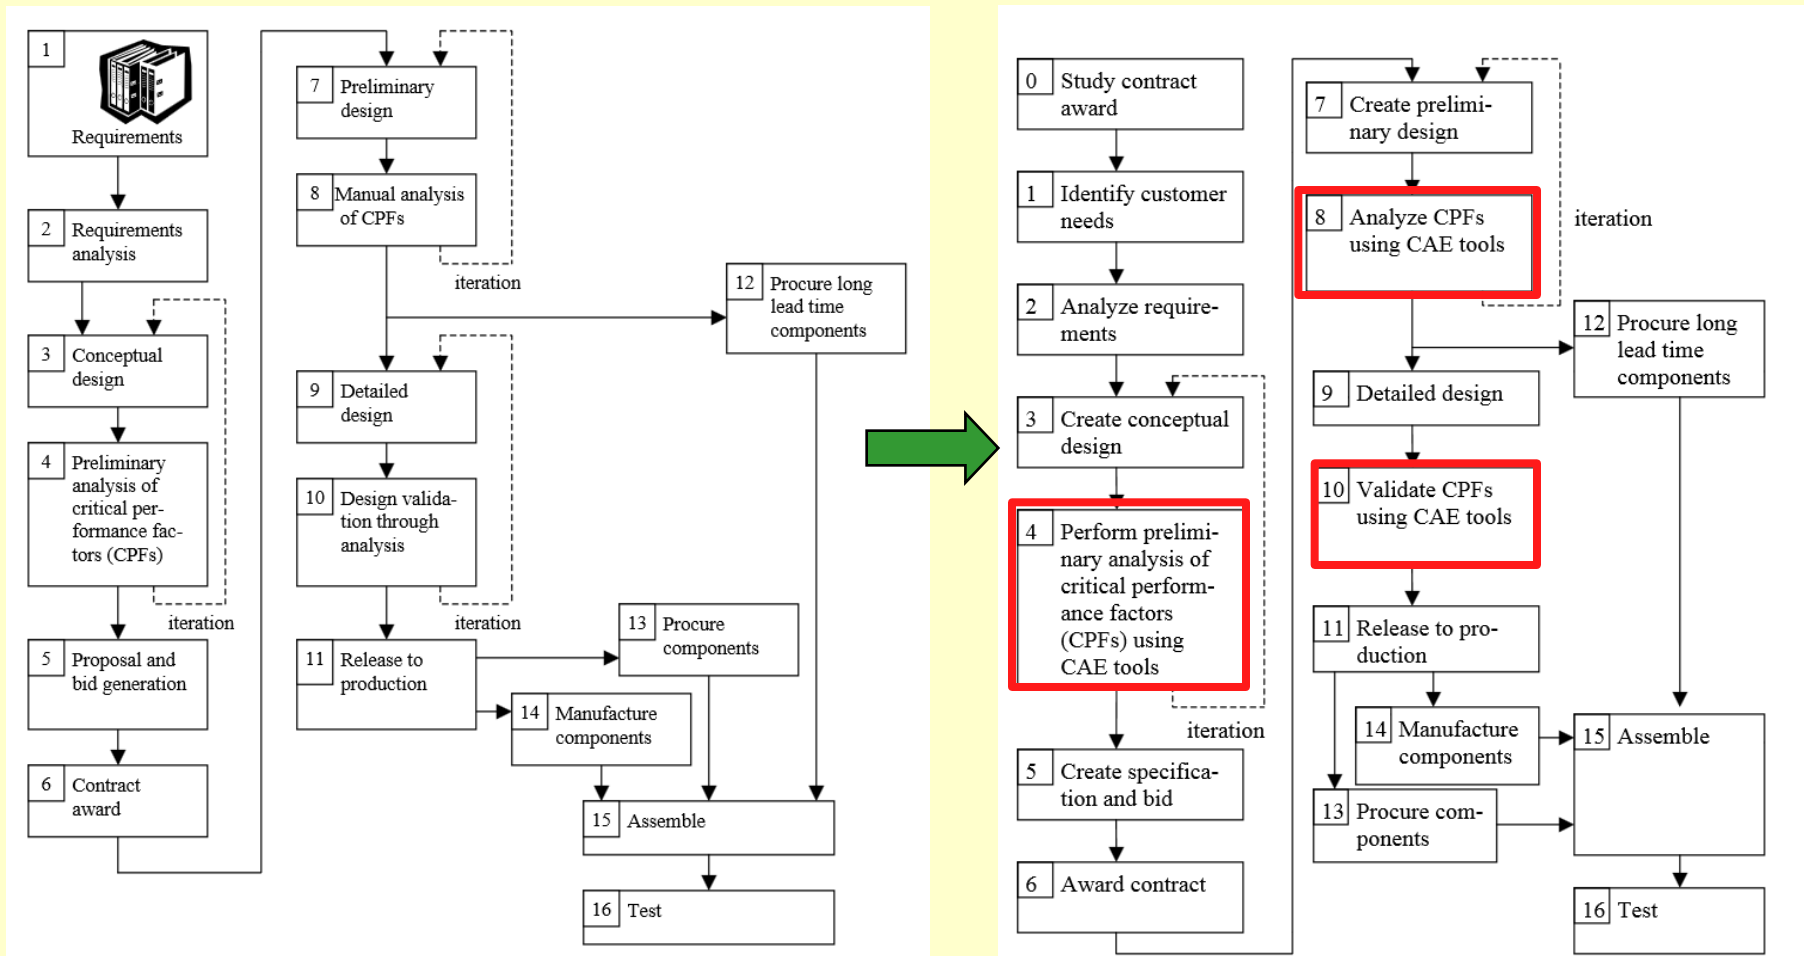 1
Requirements
2
Requirements
analysis
3
Conceptual
design
4
Preliminary
analysis of
critical per-
formance fac-
tors (CPFs)
iteration
5
Proposal and
bid generation
6
Contract
award
7
Preliminary
design
8
Manual analysis
of CPFs
iteration
9
Detailed
design
10
Design valida-
tion through
analysis
iteration
11
Release to
production
12
Procure long
lead time
components
13
Procure
components
14
Manufacture
components
15
Assemble
16
Test
0
Study contract
award
1
Identify customer
needs
2
Analyze require-
ments
3
Create conceptual
design
4
Perform prelimi-
nary analysis of
critical perform-
ance factors
(CPFs) using
CAE tools
iteration
5
Create specifica-
tion and bid
6
Award contract
7
Create prelimi-
nary design
8
Analyze CPFs
using CAE tools
iteration
9
Detailed design
10
Validate CPFs
using CAE tools
11
Release to pro-
duction
12
Procure long
lead time
components
14
Manufacture
components
13
Procure com-
ponents
15
Assemble
16
Test